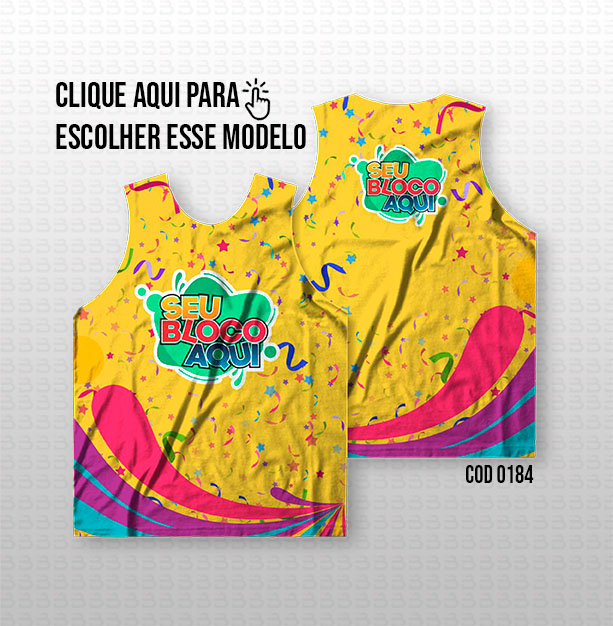 CLIQUE AQUI PARA
ESCOLHER ESSE MODELO
SEU
BLOCO
AQUI
SEU
BLOCO
AQUI
COD 0184